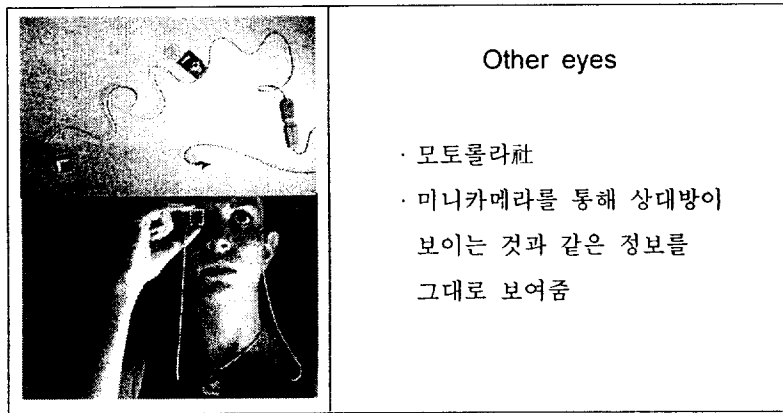 Other eyes
· 모토롤라社
· 미니카메라를 통해 상대방이
보이는 것과 같은 정보를
그대로 보여줌